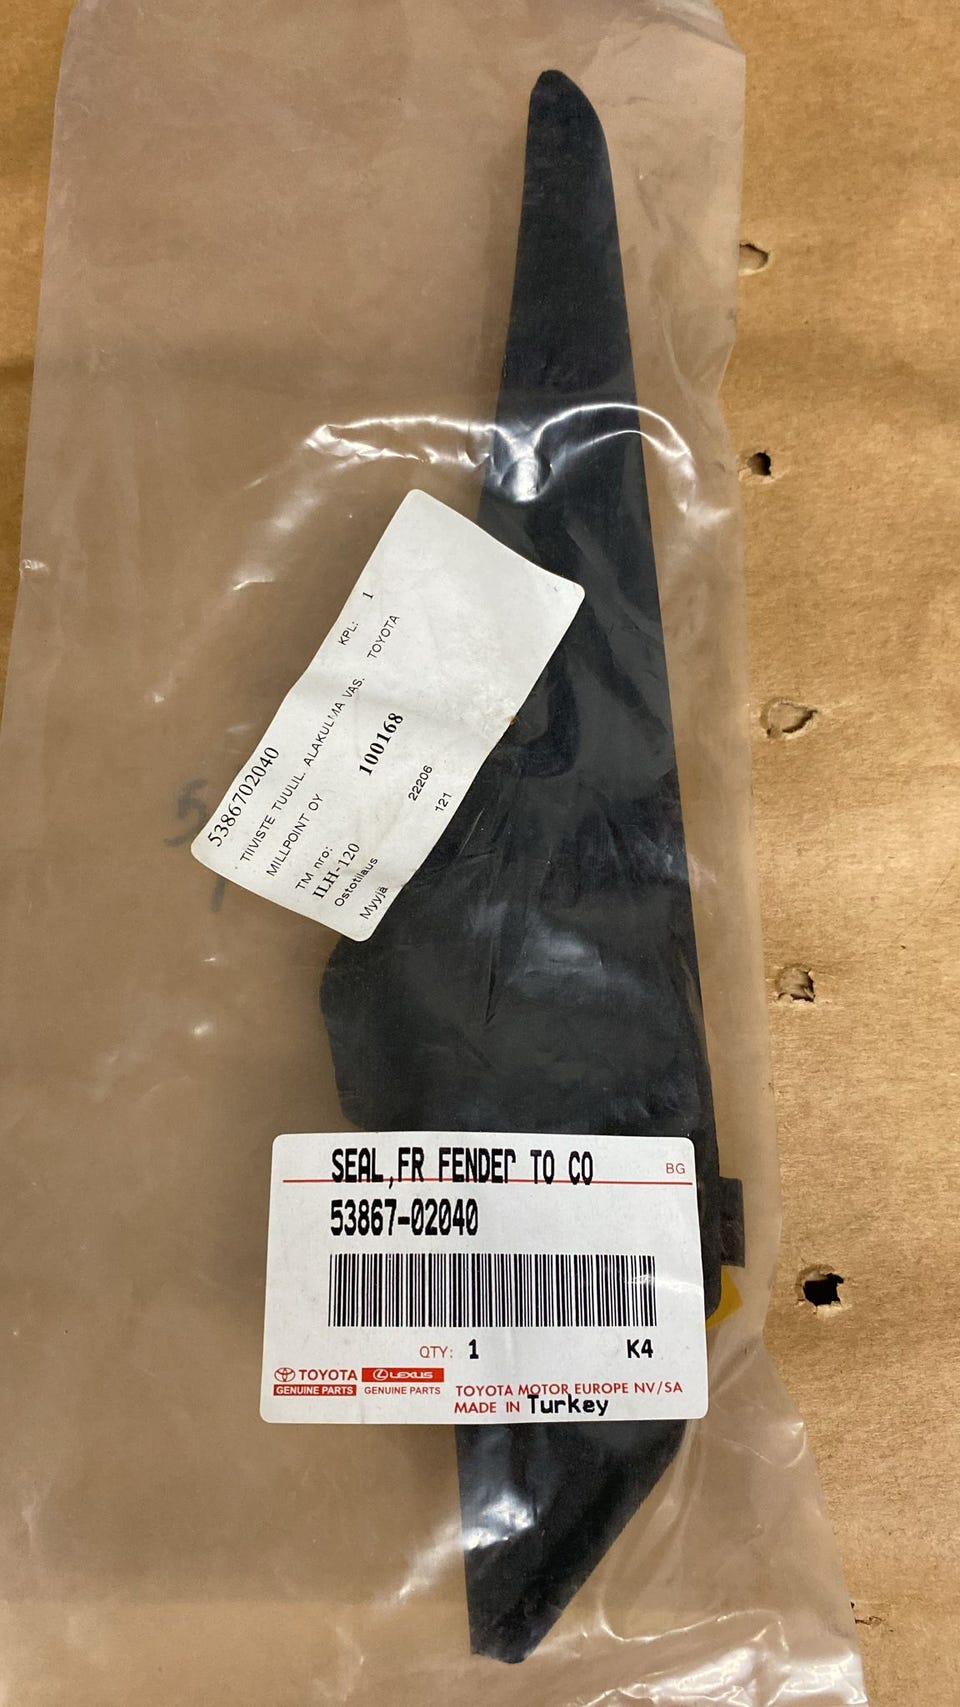 5386702040
TIIVISTE TUULIL. ALAKULMA VAS.
KPL: 1
MILLPOINT OY
TOYOTA
TM nro:
100168
ILH-120
Ostotilaus 22206
Myyjä 121
SEAL,FR FENDER TO CO
BG
53867-02040
QTY: 1
K4
TOYOTA
GENUINE PARTS
LEXUS
GENUINE PARTS
TOYOTA MOTOR EUROPE NV/SA
MADE IN Turkey